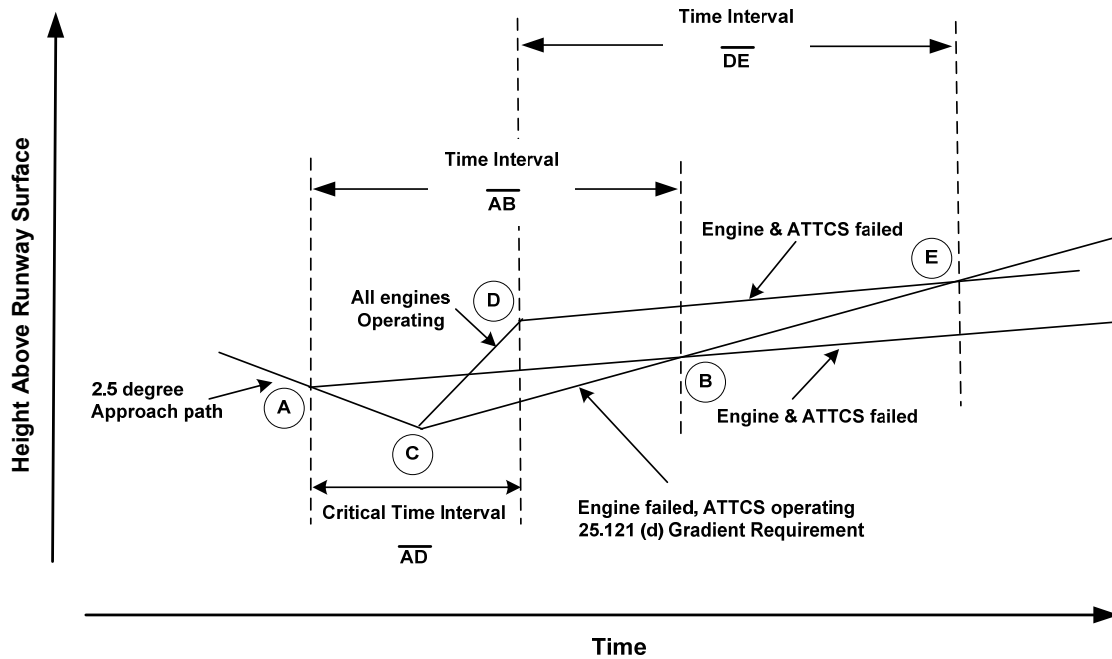 Time Interval
DE
Time Interval
AB
Engine & ATTCS failed
E
All engines
Operating
D
2.5 degree
Approach path
A
B
C
Engine & ATTCS failed
Critical Time Interval
AD
Engine failed, ATTCS operating
25.121 (d) Gradient Requirement
Height Above Runway Surface
Time